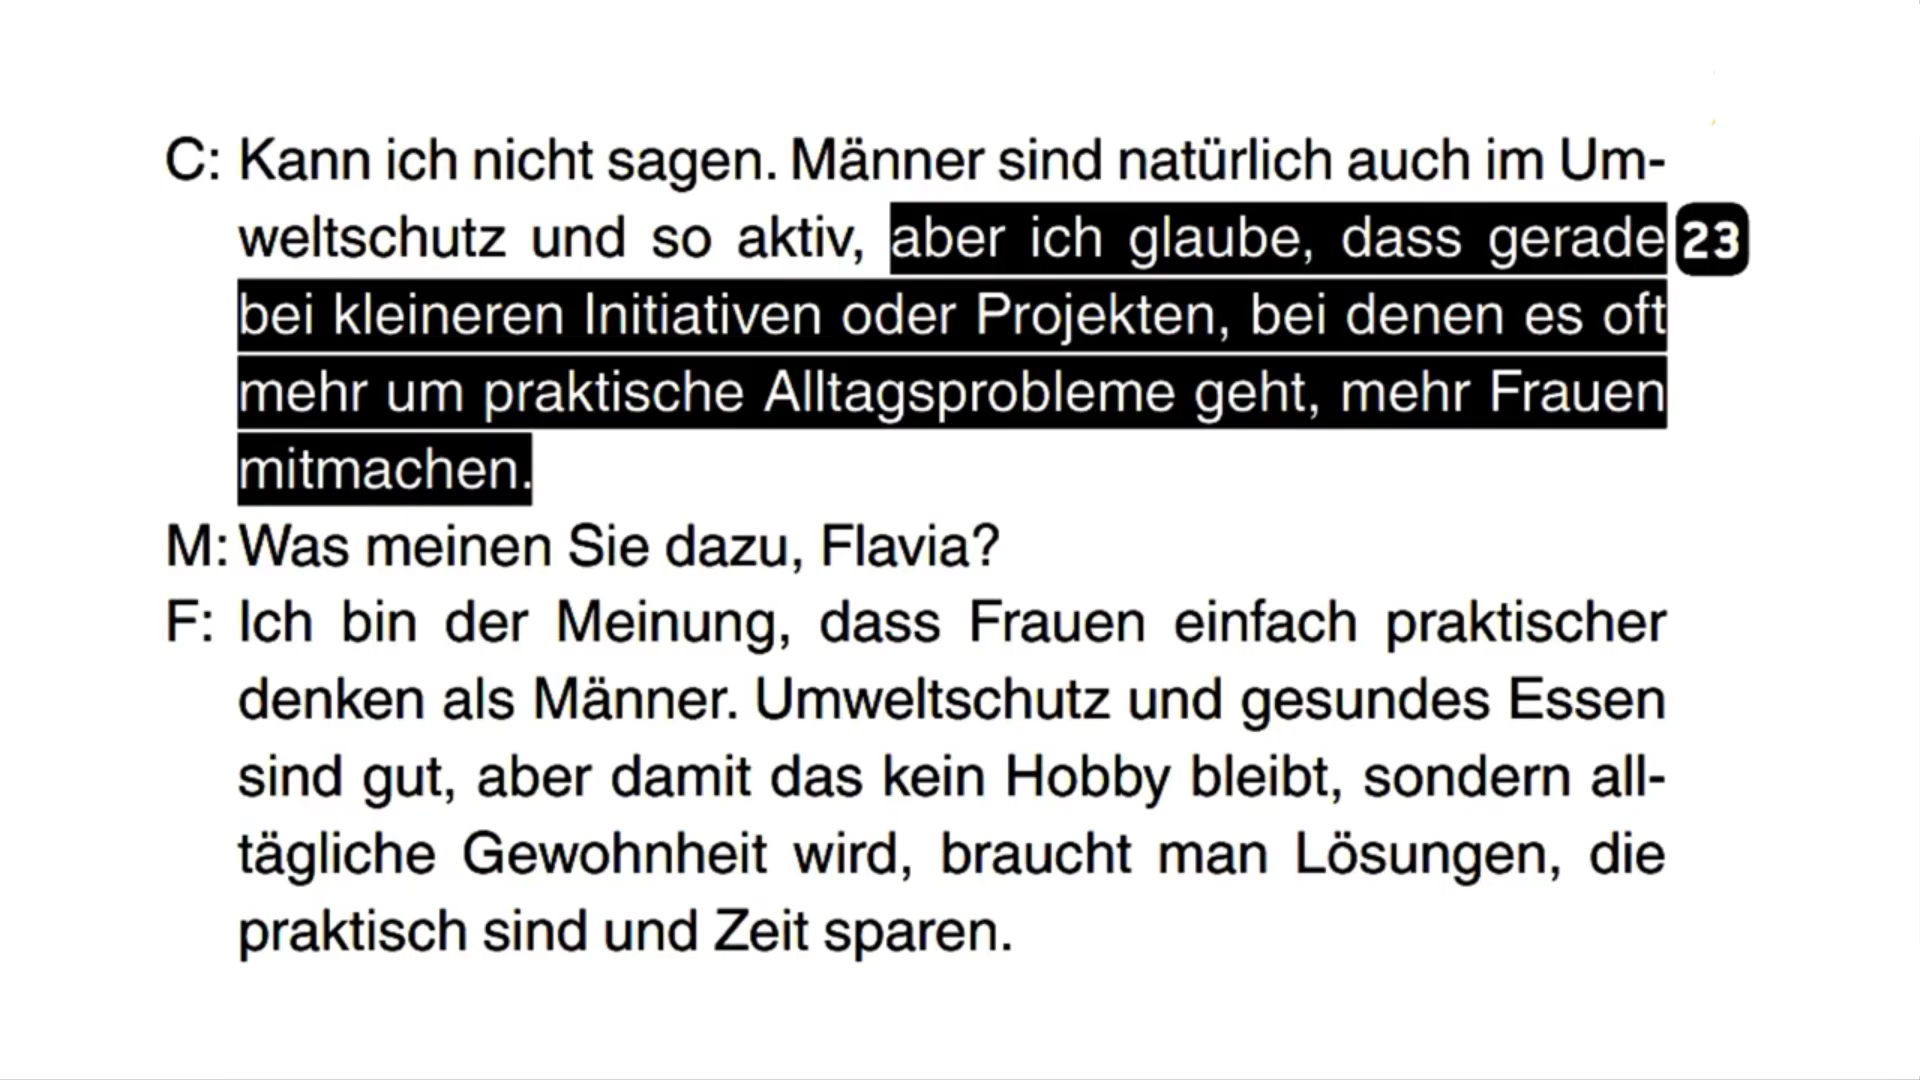 C: Kann ich nicht sagen. Männer sind natürlich auch im Um-
weltschutz und so aktiv, aber ich glaube, dass gerade 23
bei kleineren Initiativen oder Projekten, bei denen es oft
mehr um praktische Alltagsprobleme geht, mehr Frauen
mitmachen.
M: Was meinen Sie dazu, Flavia?
F: Ich bin der Meinung, dass Frauen einfach praktischer
denken als Männer. Umweltschutz und gesundes Essen
sind gut, aber damit das kein Hobby bleibt, sondern all-
tägliche Gewohnheit wird, braucht man Lösungen, die
praktisch sind und Zeit sparen.